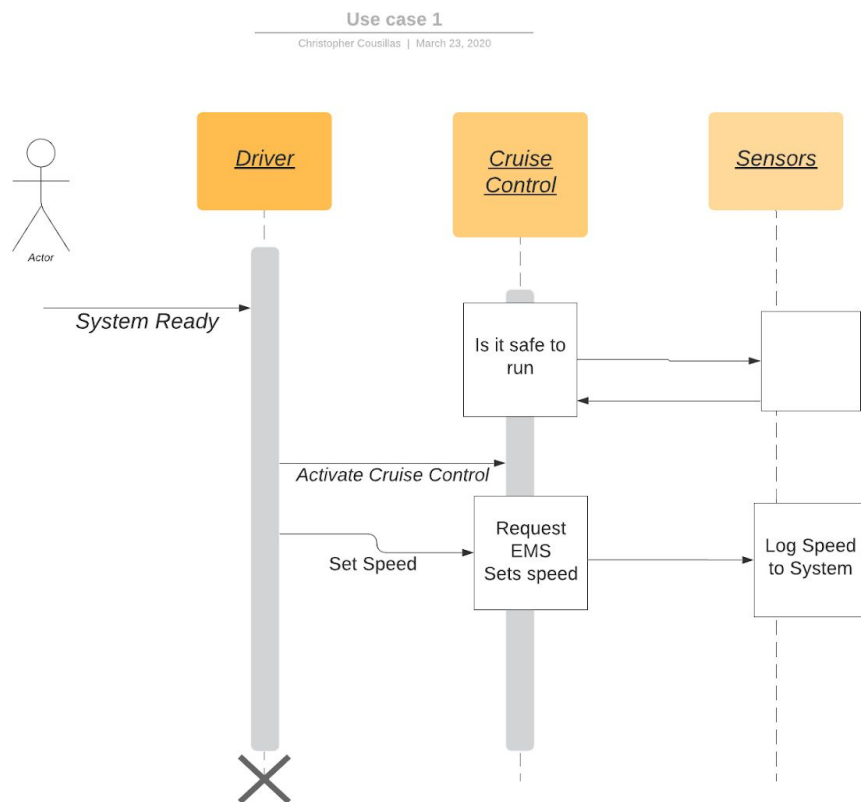 Use case 1
Christopher Cousillas | March 23, 2020
Driver
Cruise
Control
Sensors
Actor
System Ready
Is it safe to
run
Activate Cruise Control
Request
EMS
Sets speed
Set Speed
Log Speed
to System